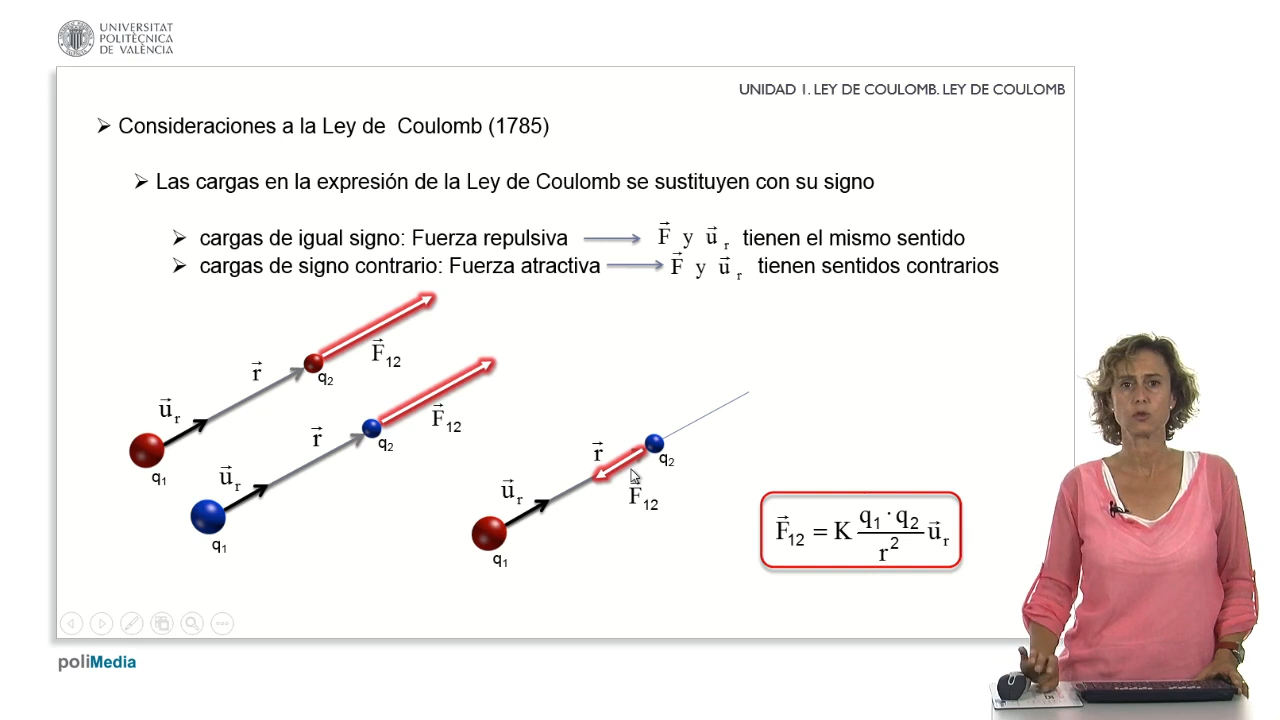 UNIVERSITAT
POLITÈCNICA
DE VALÈNCIA
UNIDAD 1. LEY DE COULOMB. LEY DE COULOMB
Consideraciones a la Ley de Coulomb (1785)
Las cargas en la expresión de la Ley de Coulomb se sustituyen con su signo
cargas de igual signo: Fuerza repulsiva F⃗ y u⃗ᵣ tienen el mismo sentido
cargas de signo contrario: Fuerza atractiva F⃗ y u⃗ᵣ tienen sentidos contrarios
u⃗ᵣ r⃗ F⃗₁₂
q₁ q₂
u⃗ᵣ r⃗ F⃗₁₂
q₁ q₂
u⃗ᵣ r⃗ F⃗₁₂
q₁ q₂
F⃗₁₂ = K (q₁ · q₂ / r²) u⃗ᵣ
poliMedia